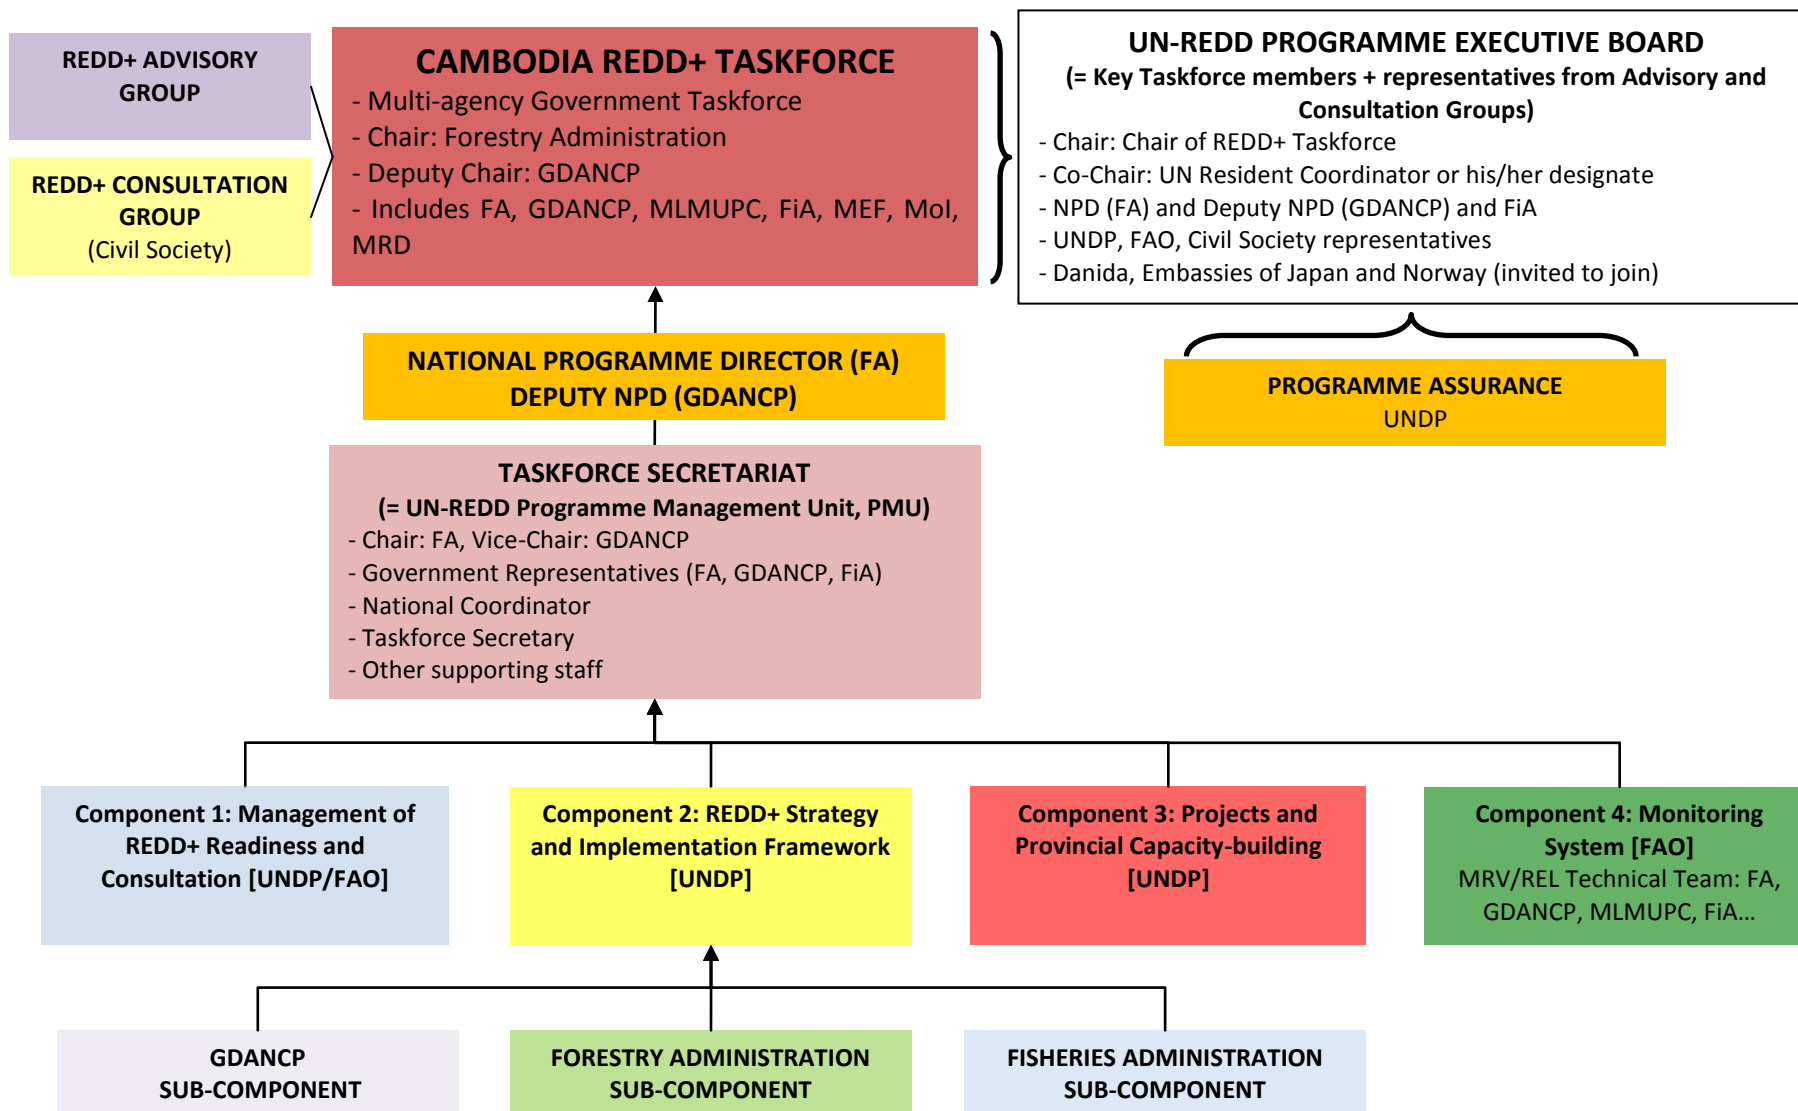 REDD+ ADVISORY
GROUP
REDD+ CONSULTATION
GROUP
(Civil Society)
CAMBODIA REDD+ TASKFORCE
- Multi-agency Government Taskforce
- Chair: Forestry Administration
- Deputy Chair: GDANCP
- Includes FA, GDANCP, MLMUPC, FiA, MEF, MoI,
MRD
UN-REDD PROGRAMME EXECUTIVE BOARD
(= Key Taskforce members + representatives from Advisory and
Consultation Groups)
- Chair: Chair of REDD+ Taskforce
- Co-Chair: UN Resident Coordinator or his/her designate
- NPD (FA) and Deputy NPD (GDANCP) and FiA
- UNDP, FAO, Civil Society representatives
- Danida, Embassies of Japan and Norway (invited to join)
NATIONAL PROGRAMME DIRECTOR (FA)
DEPUTY NPD (GDANCP)
PROGRAMME ASSURANCE
UNDP
TASKFORCE SECRETARIAT
(= UN-REDD Programme Management Unit, PMU)
- Chair: FA, Vice-Chair: GDANCP
- Government Representatives (FA, GDANCP, FiA)
- National Coordinator
- Taskforce Secretary
- Other supporting staff
Component 1: Management of
REDD+ Readiness and
Consultation [UNDP/FAO]
Component 2: REDD+ Strategy
and Implementation Framework
[UNDP]
Component 3: Projects and
Provincial Capacity-building
[UNDP]
Component 4: Monitoring
System [FAO]
MRV/REL Technical Team: FA,
GDANCP, MLMUPC, FiA...
GDANCP
SUB-COMPONENT
FORESTRY ADMINISTRATION
SUB-COMPONENT
FISHERIES ADMINISTRATION
SUB-COMPONENT